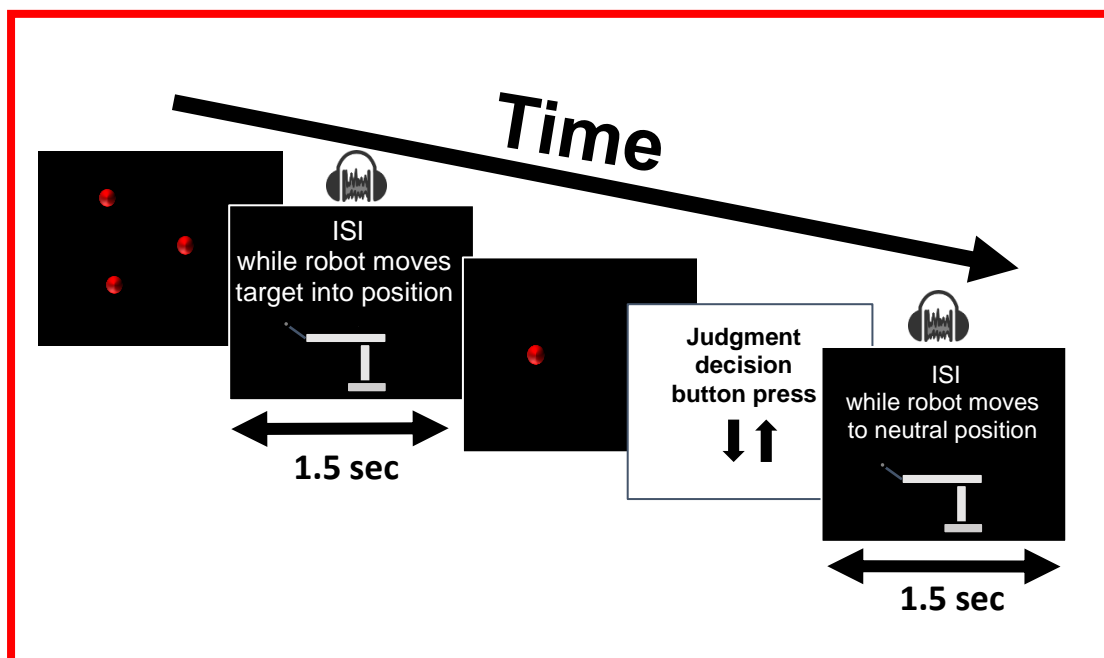 Time
ISI
while robot moves
target into position
1.5 sec
Judgment
decision
button press
ISI
while robot moves
to neutral position
1.5 sec